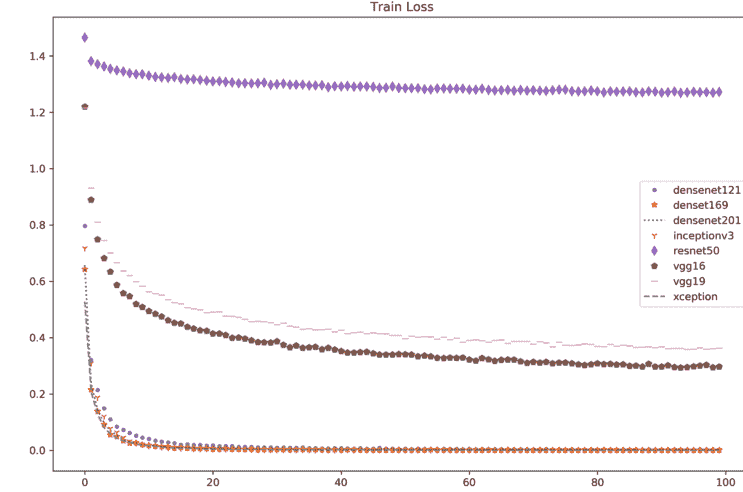 Train Loss
1.4
1.2
1.0
0.8
0.6
0.4
0.2
0.0
0 20 40 60 80 100
densenet121
denset169
densenet201
inceptionv3
resnet50
vgg16
vgg19
xception